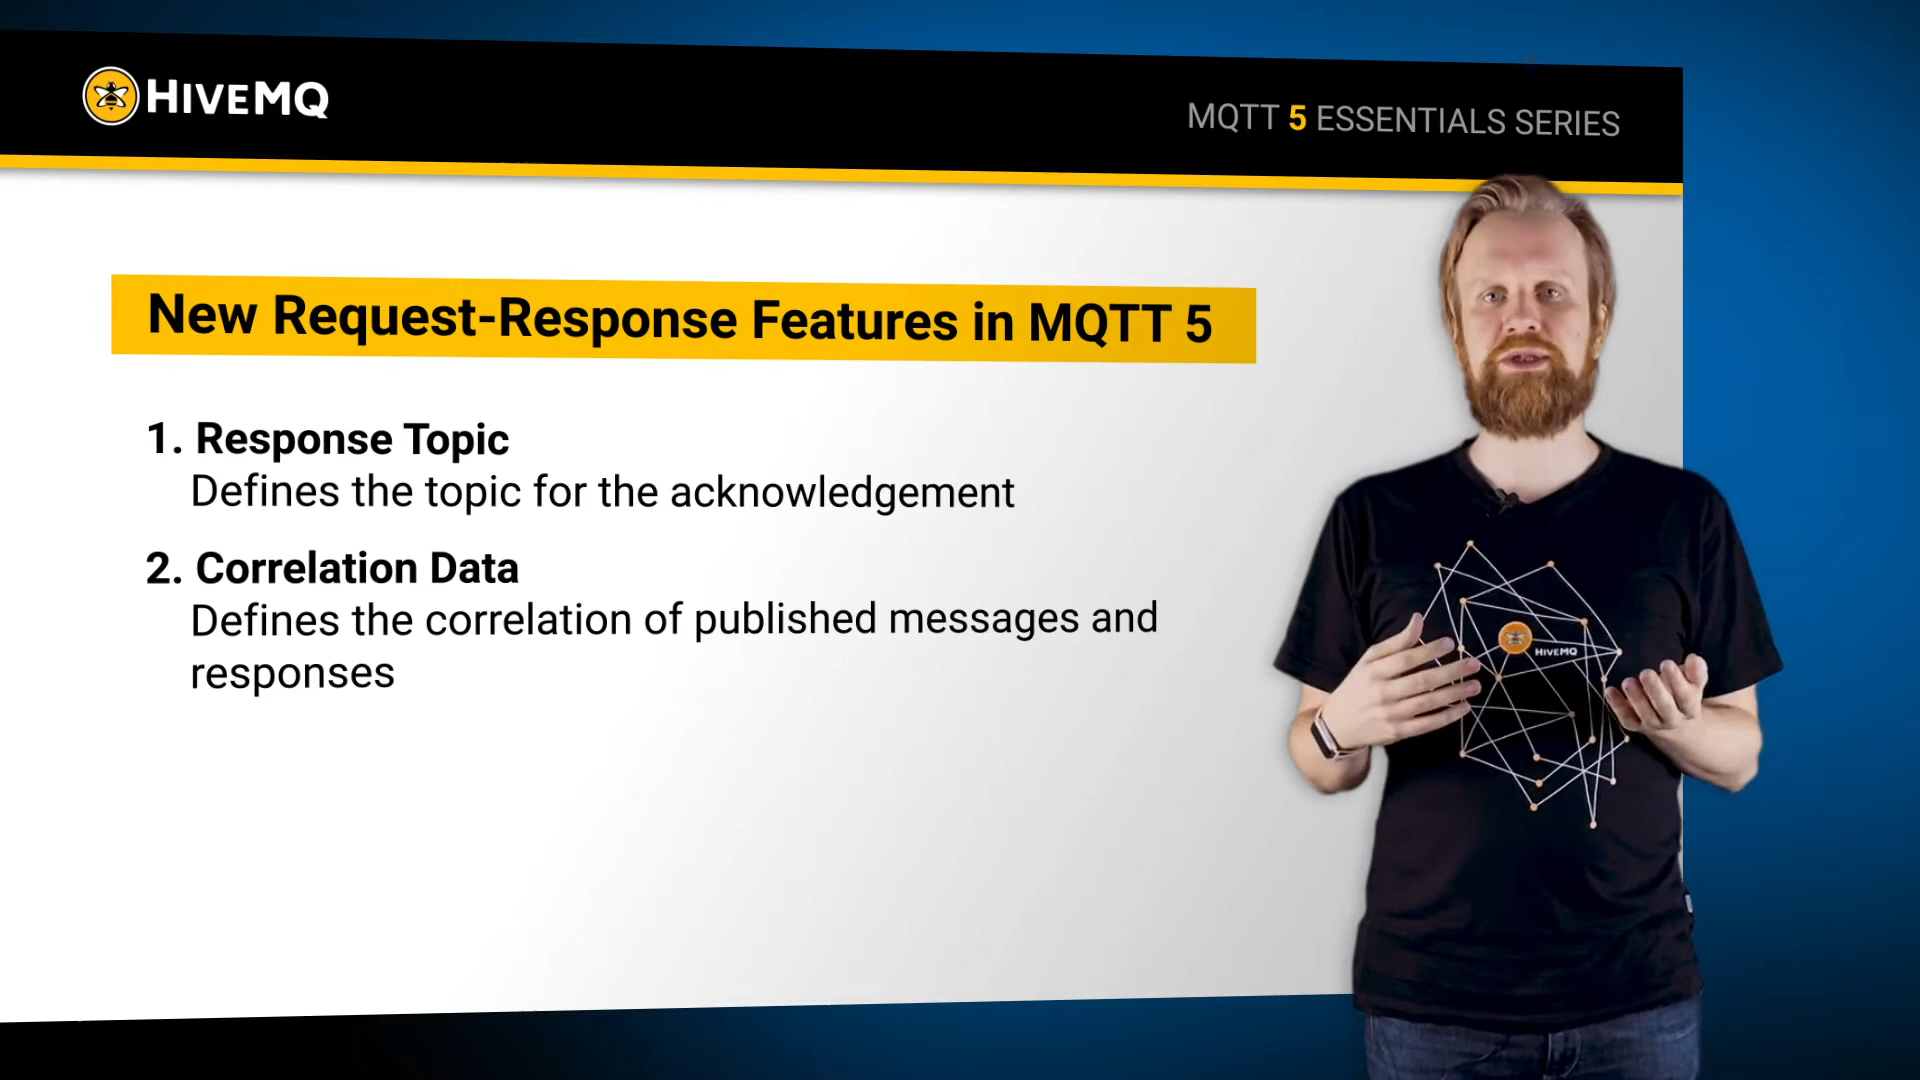 HIVEMQ
MQTT 5 ESSENTIALS SERIES
New Request-Response Features in MQTT 5
1. Response Topic
Defines the topic for the acknowledgement
2. Correlation Data
Defines the correlation of published messages and
responses
HIVEMQ